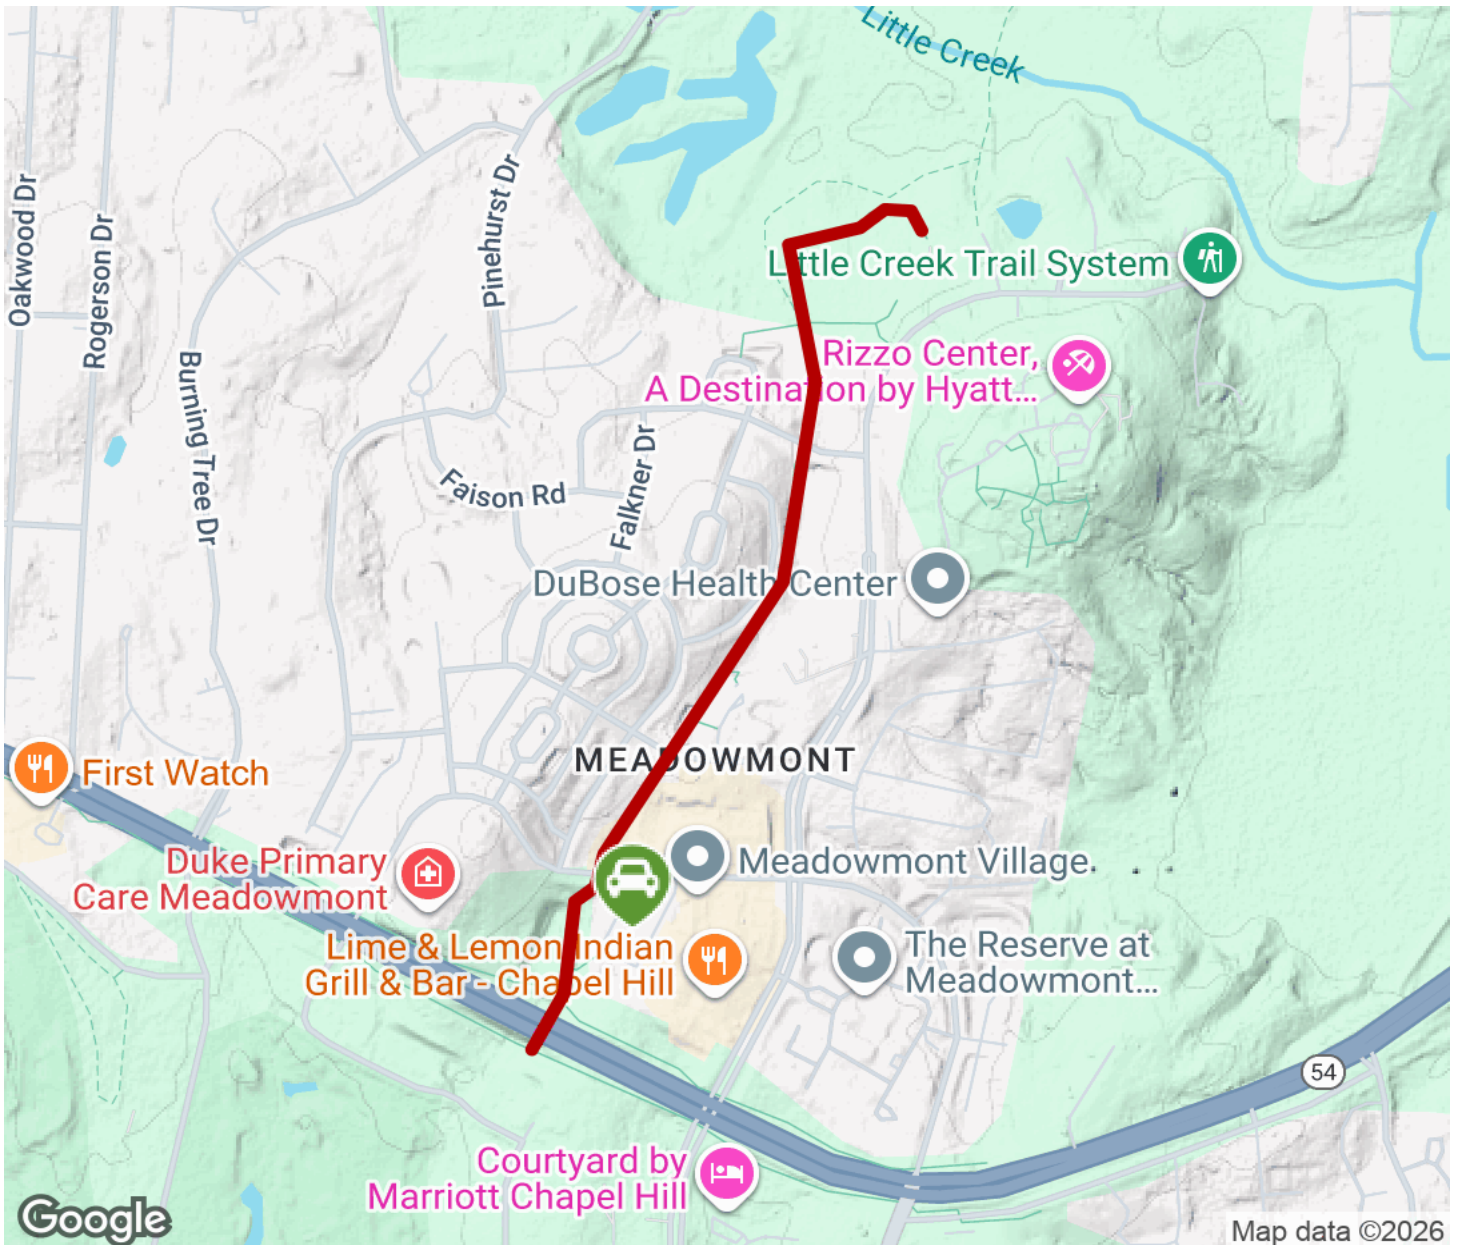 Little Creek
Oakwood Dr
Rogerson Dr
Pinehurst Dr
Little Creek Trail System
Burning Tree Dr
Rizzo Center,
A Destination by Hyatt...
Falkner Dr
Faison Rd
DuBose Health Center
MEADOWMONT
First Watch
Duke Primary
Care Meadowmont
Meadowmont Village
Lime & Lemon Indian
Grill & Bar - Chapel Hill
The Reserve at
Meadowmont...
54
Courtyard by
Marriott Chapel Hill
Google
Map data ©2026